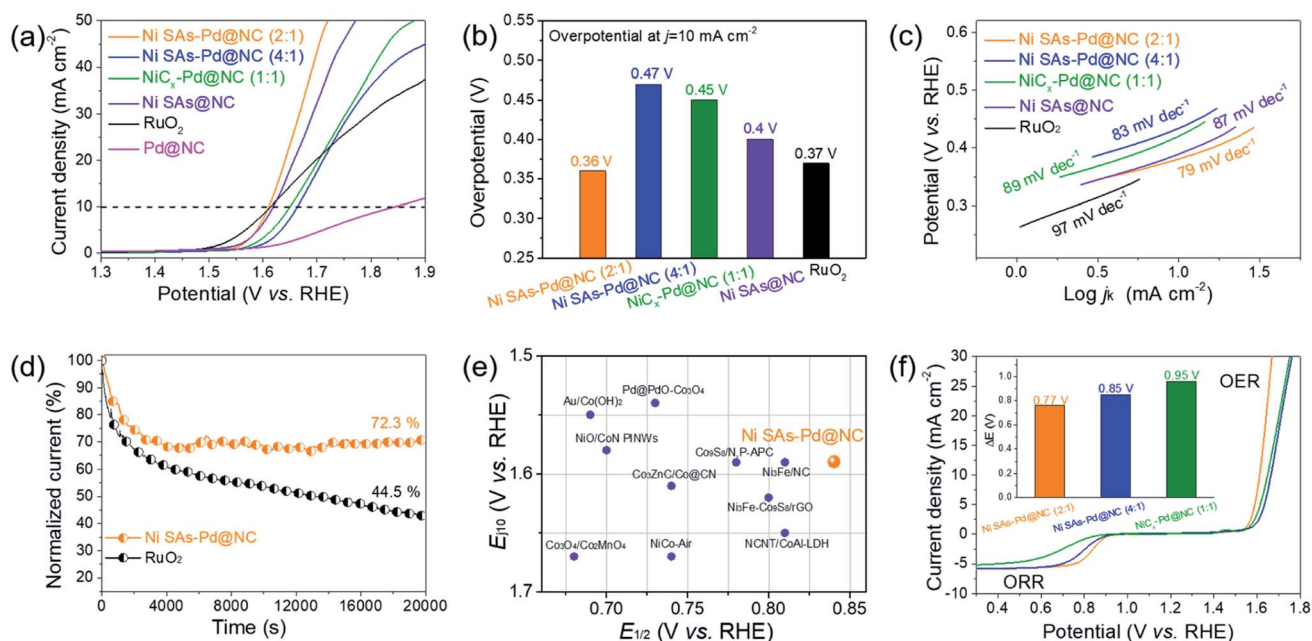 (a)
Ni SAs-Pd@NC (2:1)
Ni SAs-Pd@NC (4:1)
NiCₓ-Pd@NC (1:1)
Ni SAs@NC
RuO₂
Pd@NC
Current density (mA cm⁻²)
50
40
30
20
10
0
1.3 1.4 1.5 1.6 1.7 1.8 1.9
Potential (V vs. RHE)
(b)
Overpotential at j=10 mA cm⁻²
Overpotential (V)
0.55
0.50
0.45
0.40
0.35
0.30
0.25
0.36 V
0.47 V
0.45 V
0.4 V
0.37 V
Ni SAs-Pd@NC (2:1)
Ni SAs-Pd@NC (4:1)
NiCₓ-Pd@NC (1:1)
Ni SAs@NC
RuO₂
(c)
Ni SAs-Pd@NC (2:1)
Ni SAs-Pd@NC (4:1)
NiCₓ-Pd@NC (1:1)
Ni SAs@NC
RuO₂
Potential (V vs. RHE)
0.6
0.5
0.4
0.3
83 mV dec⁻¹
87 mV dec⁻¹
89 mV dec⁻¹
79 mV dec⁻¹
97 mV dec⁻¹
0.0 0.5 1.0 1.5
Log jₖ (mA cm⁻²)
(d)
Normalized current (%)
100
90
80
70
60
50
40
30
20
72.3 %
44.5 %
Ni SAs-Pd@NC
RuO₂
0 4000 8000 12000 16000 20000
Time (s)
(e)
Eⱼ₁₀ (V vs. RHE)
1.5
1.6
1.7
Pd@PdO-Co₃O₄
Au/Co(OH)₂
NiO/CoN PINWs
Ni SAs-Pd@NC
Co₉S₈/N,P-APC
Ni₃Fe/NC
Co₃ZnC/Co@CN
Ni₃Fe-Co₉S₈/rGO
Co₃O₄/Co₂MnO₄
NiCo-Air
NCNT/CoAl-LDH
0.70 0.75 0.80 0.85
E₁/₂ (V vs. RHE)
(f)
Current density (mA cm⁻²)
30
25
20
15
10
5
0
-5
-10
ΔE (V)
1.0
0.8
0.6
0.4
0.2
0.0
0.77 V
0.85 V
0.95 V
Ni SAs-Pd@NC (2:1)
Ni SAs-Pd@NC (4:1)
NiCₓ-Pd@NC (1:1)
OER
ORR
0.4 0.6 0.8 1.0 1.2 1.4 1.6 1.8
Potential (V vs. RHE)